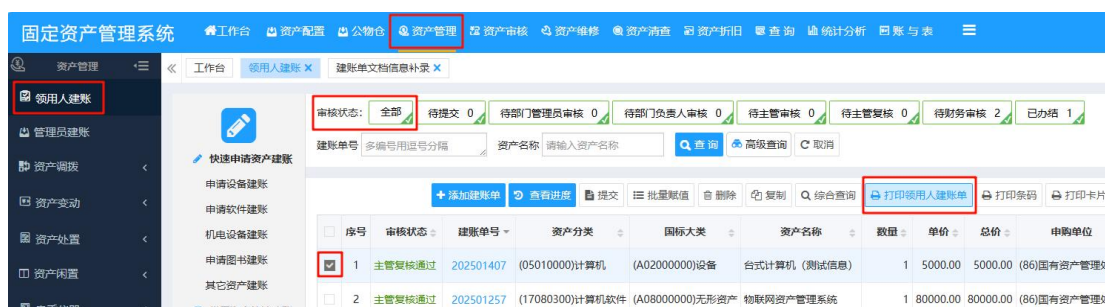 固定资产管理系统 工作台 资产配置 公物仓 资产管理 资产审核 资产维修 资产清查 资产折旧 查询 统计分析 账与表
资产管理 工作台 领用人建账 × 建账单文档信息补录 ×
领用人建账
审核状态： 全部 待提交 0 待部门管理员审核 0 待部门负责人审核 0 待主管审核 0 待主管复核 0 待财务审核 2 已办结 1
管理员建账
建账单号 多编号用逗号分隔 资产名称 请输入资产名称 查询 高级查询 取消
快速申请资产建账
资产调拨
申请设备建账
添加建账单 查看进度 提交 批量赋值 删除 复制 综合查询 打印领用人建账单 打印条码 打印卡片
资产变动
申请软件建账
机电设备建账
序号 审核状态 建账单号 资产分类 国标大类 资产名称 数量 单价 总价 申购单位
资产处置
申请图书建账
1 主管复核通过 202501407 (05010000)计算机 (A02000000)设备 台式计算机（测试信息） 1 5000.00 5000.00 (86)国有资产管理处
资产闲置
其它资产建账
2 主管复核通过 202501257 (17080300)计算机软件 (A08000000)无形资产 物联网资产管理系统 1 80000.00 80000.00 (86)国有资产管理处